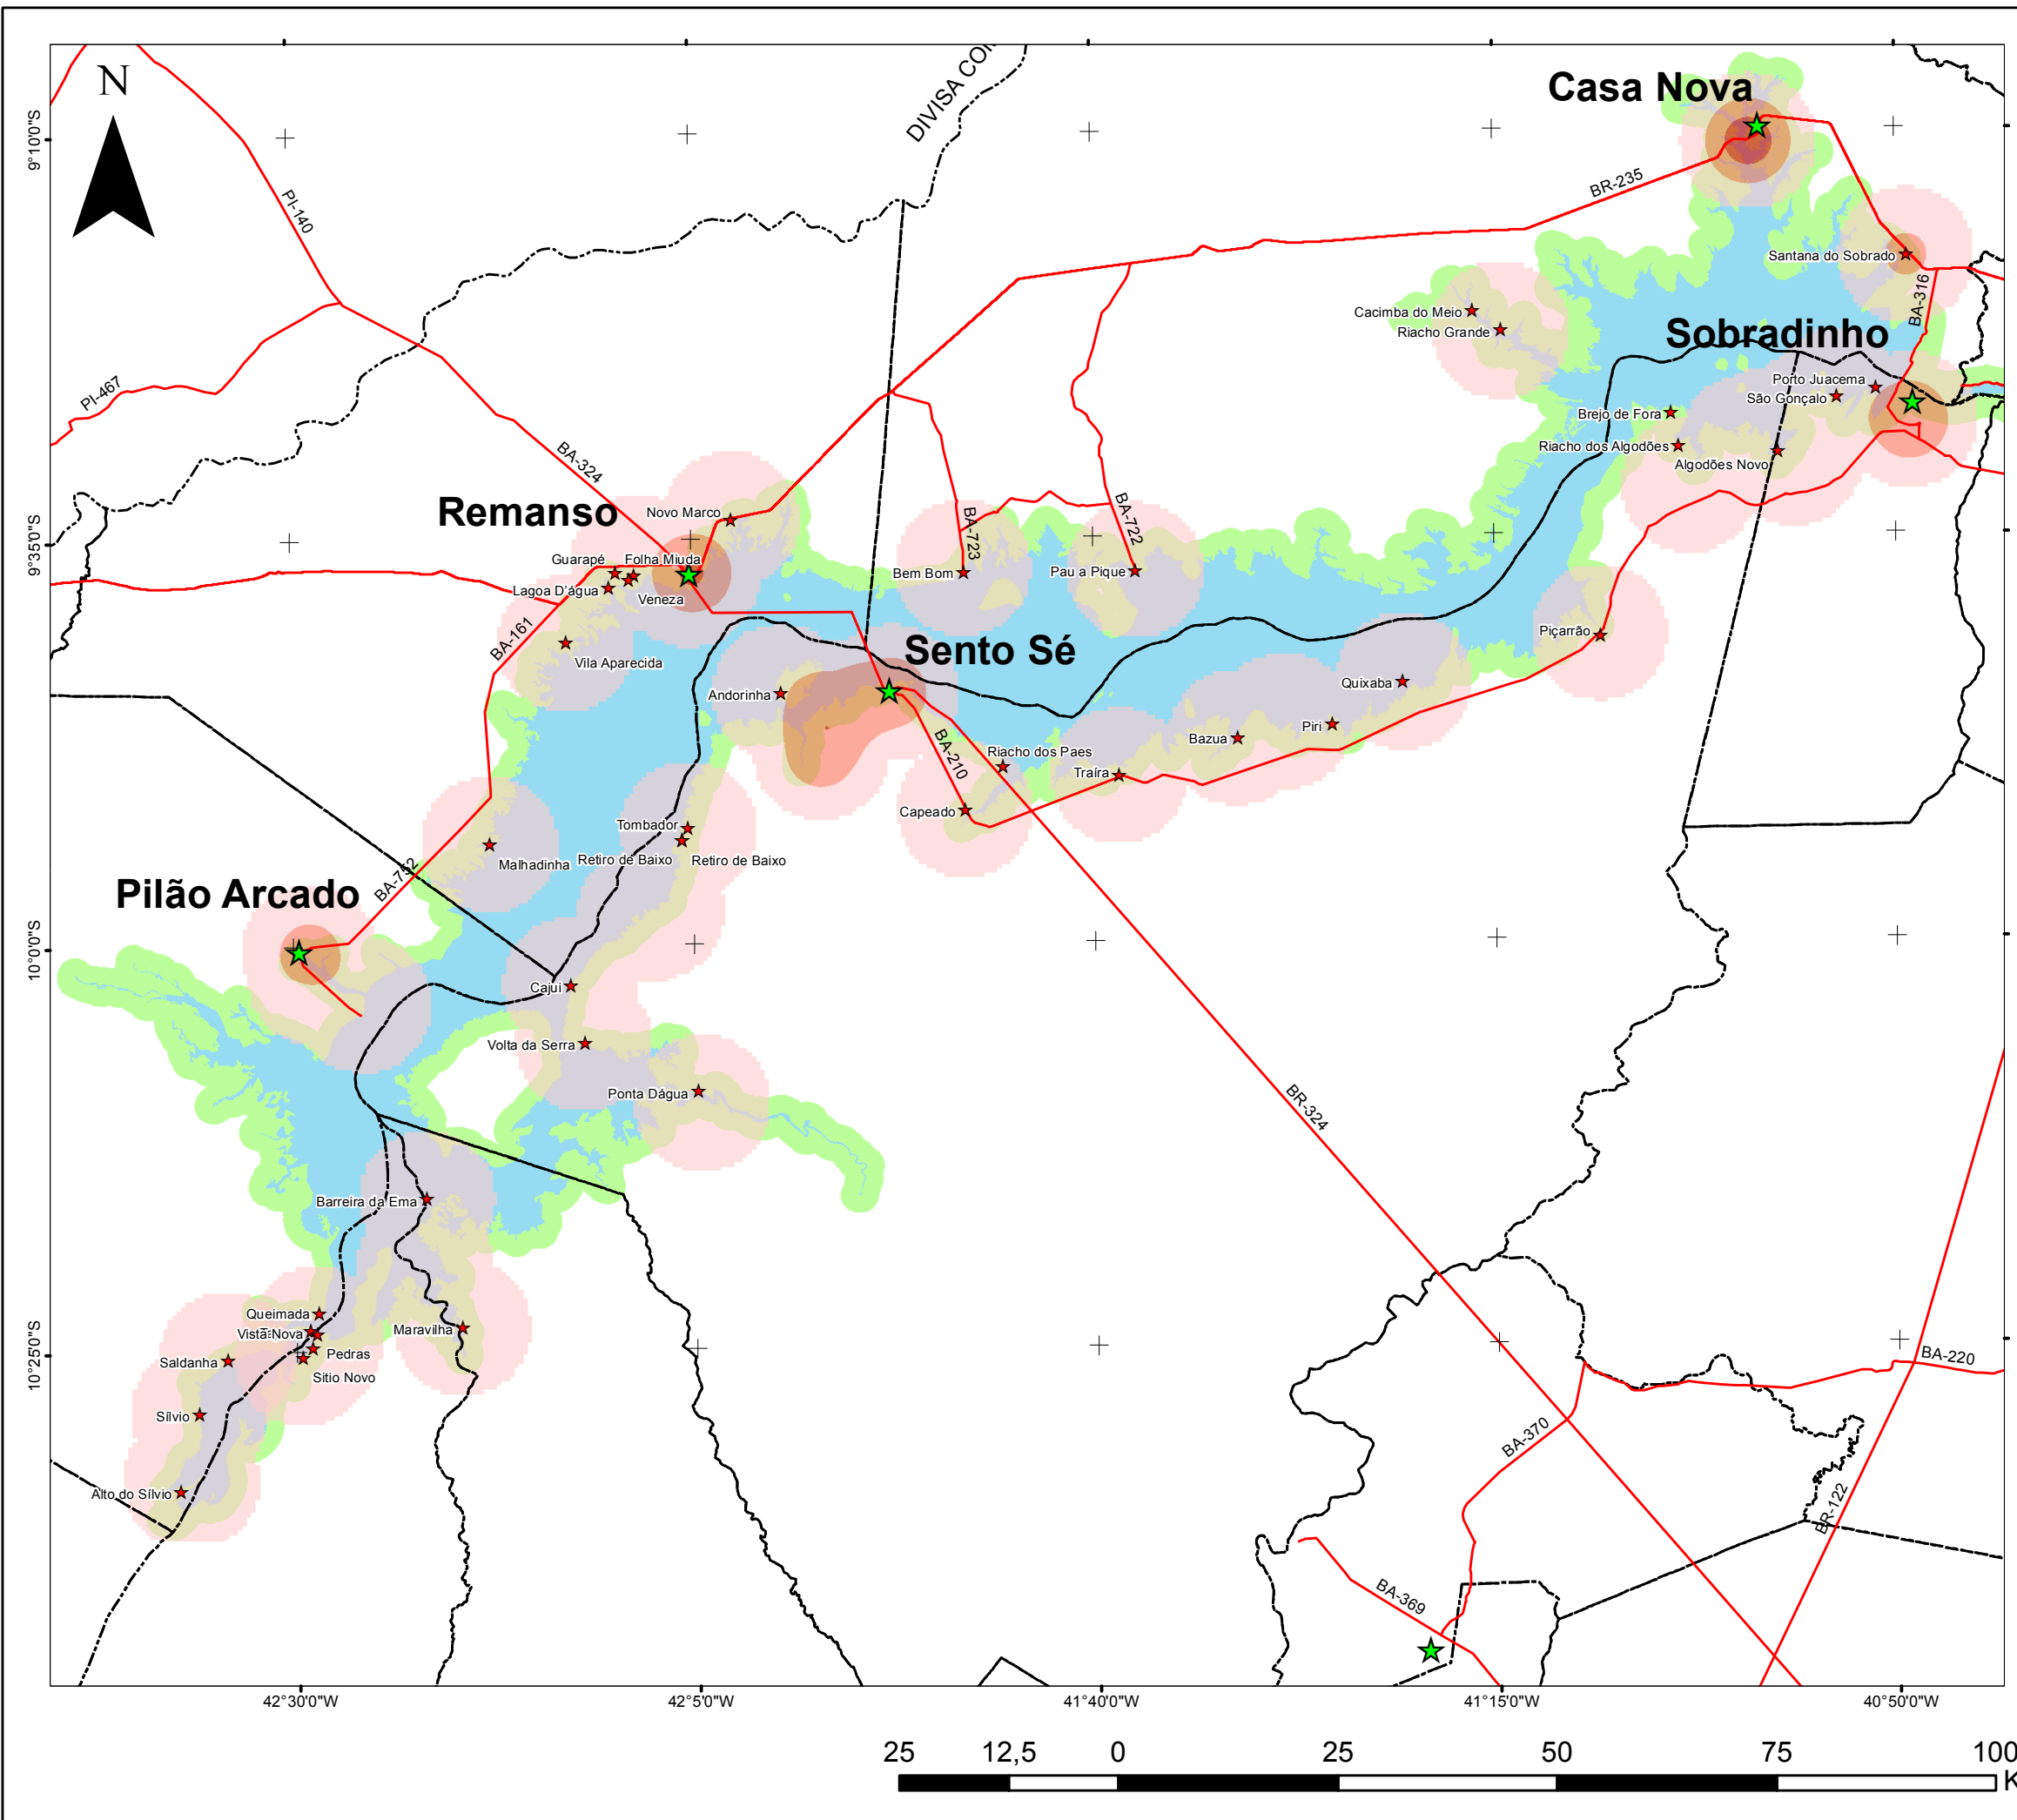 N
DIVISA CON
Casa Nova
9°10'0"S
BR-235
PI-140
Santana do Sobrado
BA-316
Cacimba do Meio
Riacho Grande
Sobradinho
Porto Juacema
São Gonçalo
PI-467
Brejo de Fora
Riacho dos Algodões
Algodões Novo
BA-324
Remanso
Novo Marco
BA-723
BA-722
9°35'0"S
Guarapé
Folha Miuda
Bem Bom
Pau a Pique
Lagoa D'água
Veneza
BA-161
Piçarrão
Sento Sé
Vila Aparecida
Andorinha
Quixaba
Piri
Bazua
BA-210
Riacho dos Paes
Traíra
Capeado
Tombador
Retiro de Baixo
Retiro de Baixo
Malhadinha
BA-752
Pilão Arcado
10°0'0"S
Cajui
Volta da Serra
Ponta Dágua
BR-324
Barreira da Ema
Queimada
Nova
Maravilha
10°25'0"S
Pedras
Saldanha
Sitio Novo
BA-220
Sílvio
BA-370
Alto do Sílvio
BR-122
BA-369
42°30'0"W
42°50'0"W
41°40'0"W
41°15'0"W
40°50'0"W
25 12,5 0 25 50 75 100
K